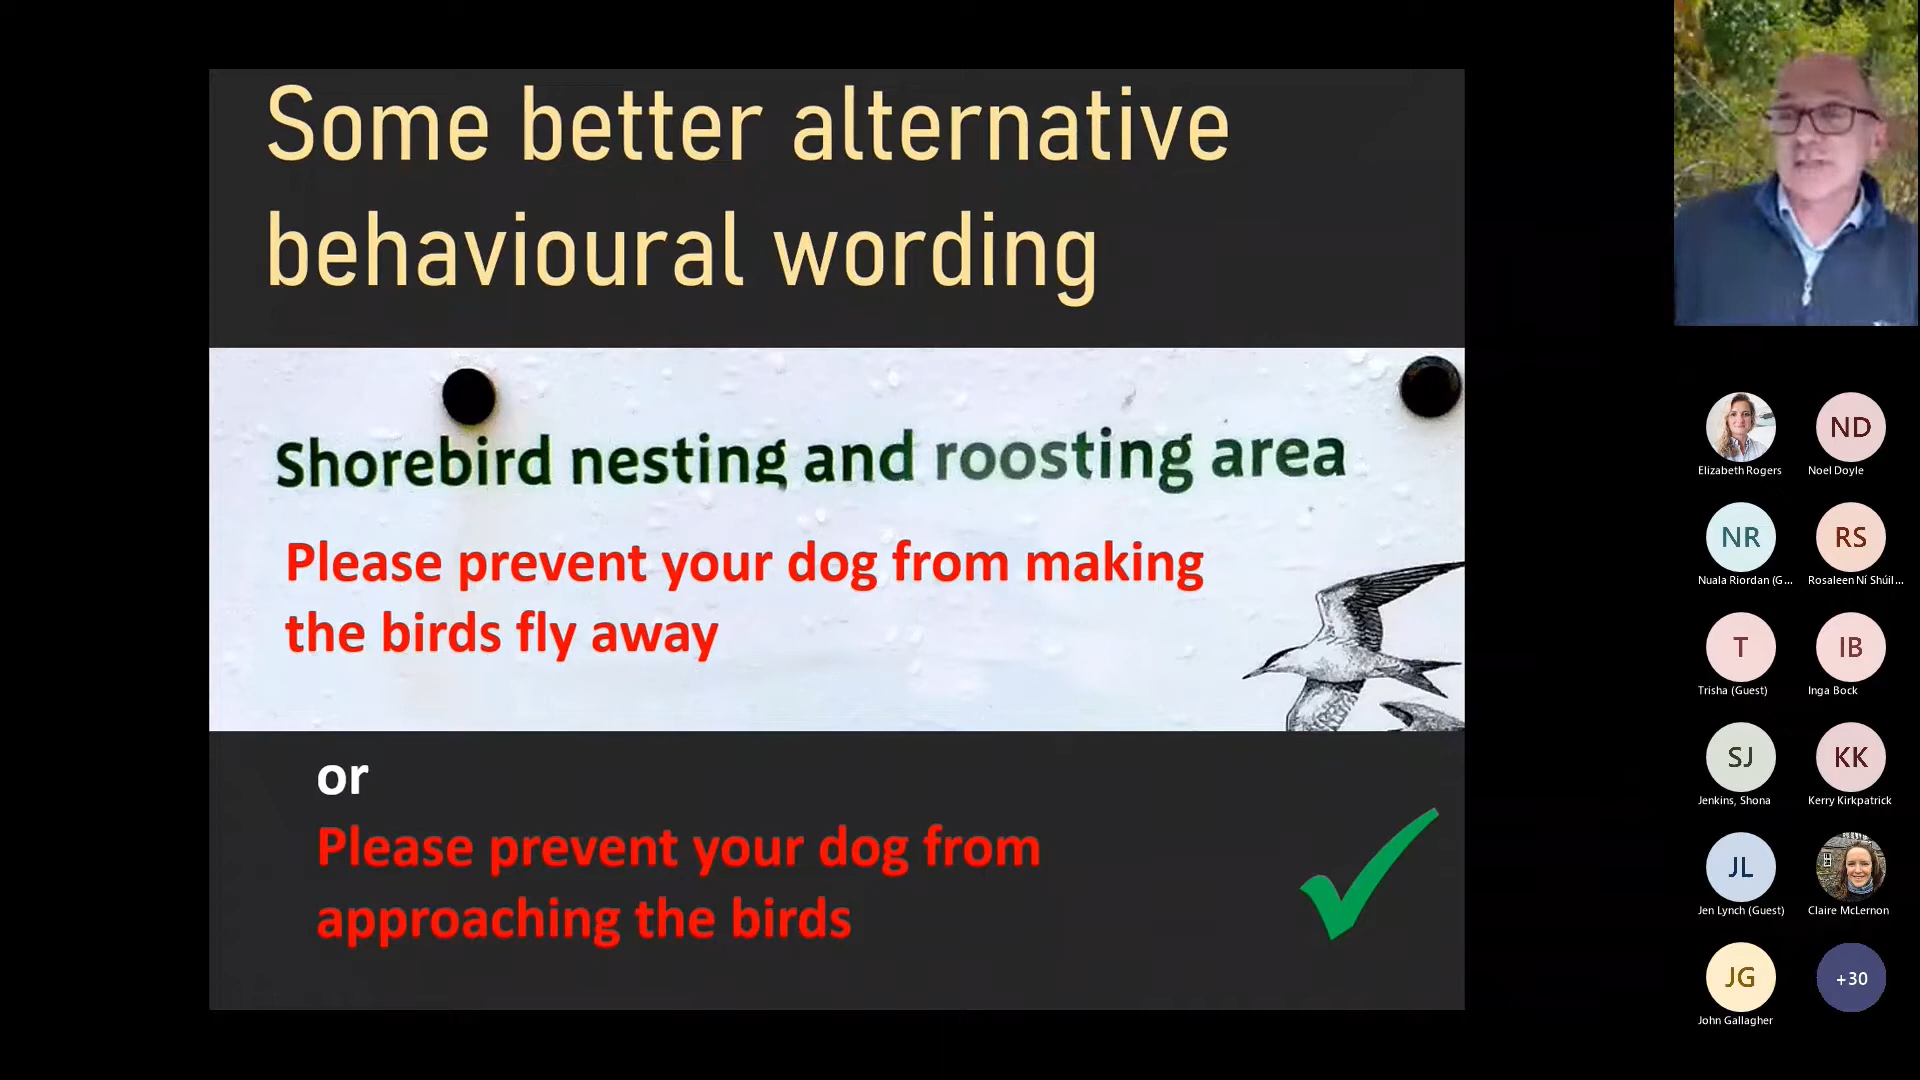 Some better alternative
behavioural wording
Shorebird nesting and roosting area
Please prevent your dog from making
the birds fly away
or
Please prevent your dog from
approaching the birds
Elizabeth Rogers
ND
Noel Doyle
NR
Nuala Riordan (G...
RS
Rosaleen Ní Shúil...
T
Trisha (Guest)
IB
Inga Bock
SJ
Jenkins, Shona
KK
Kerry Kirkpatrick
JL
Jen Lynch (Guest)
Claire McLernon
JG
John Gallagher
+30